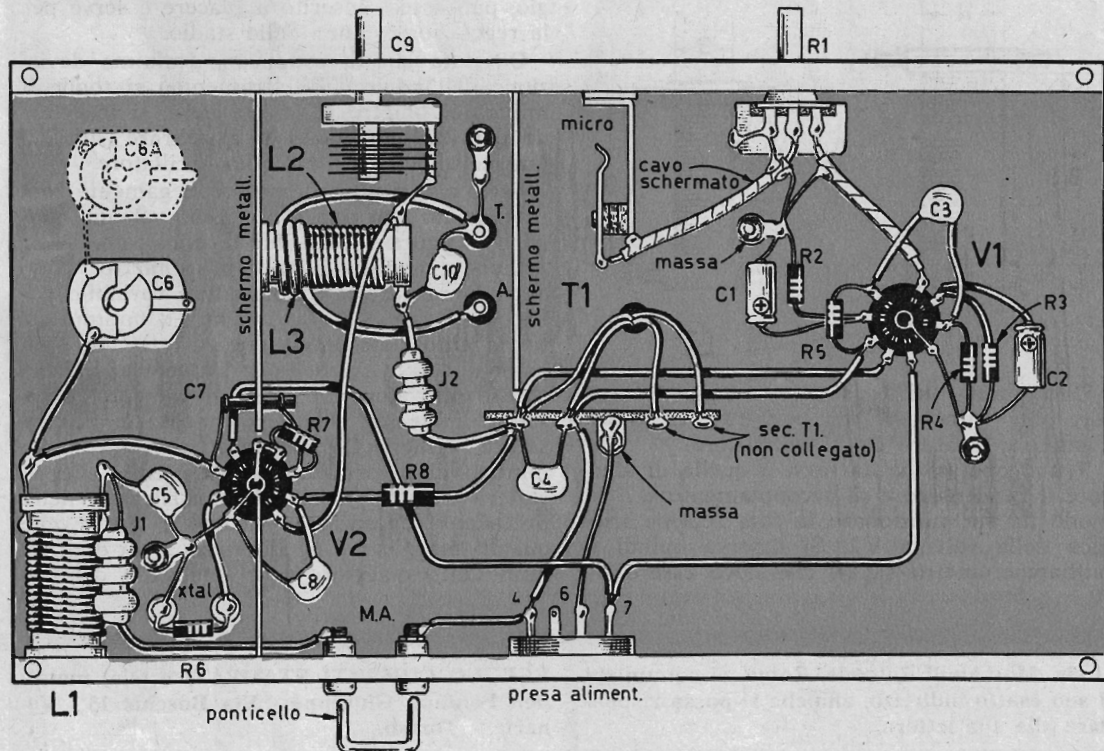 C9
R1
C6A
L2
micro
cavo
schermato
schermo metall.
T.
schermo metall.
C3
C6
C10
massa
R2
V1
A.
T1
C1
R3
L3
R5
C2
J2
C7
R4
R7
sec. T1.
(non collegato)
R8
C4
C5
massa
J1
V2
C8
xtal
4
6
7
M.A.
R6
L1
presa aliment.
ponticello